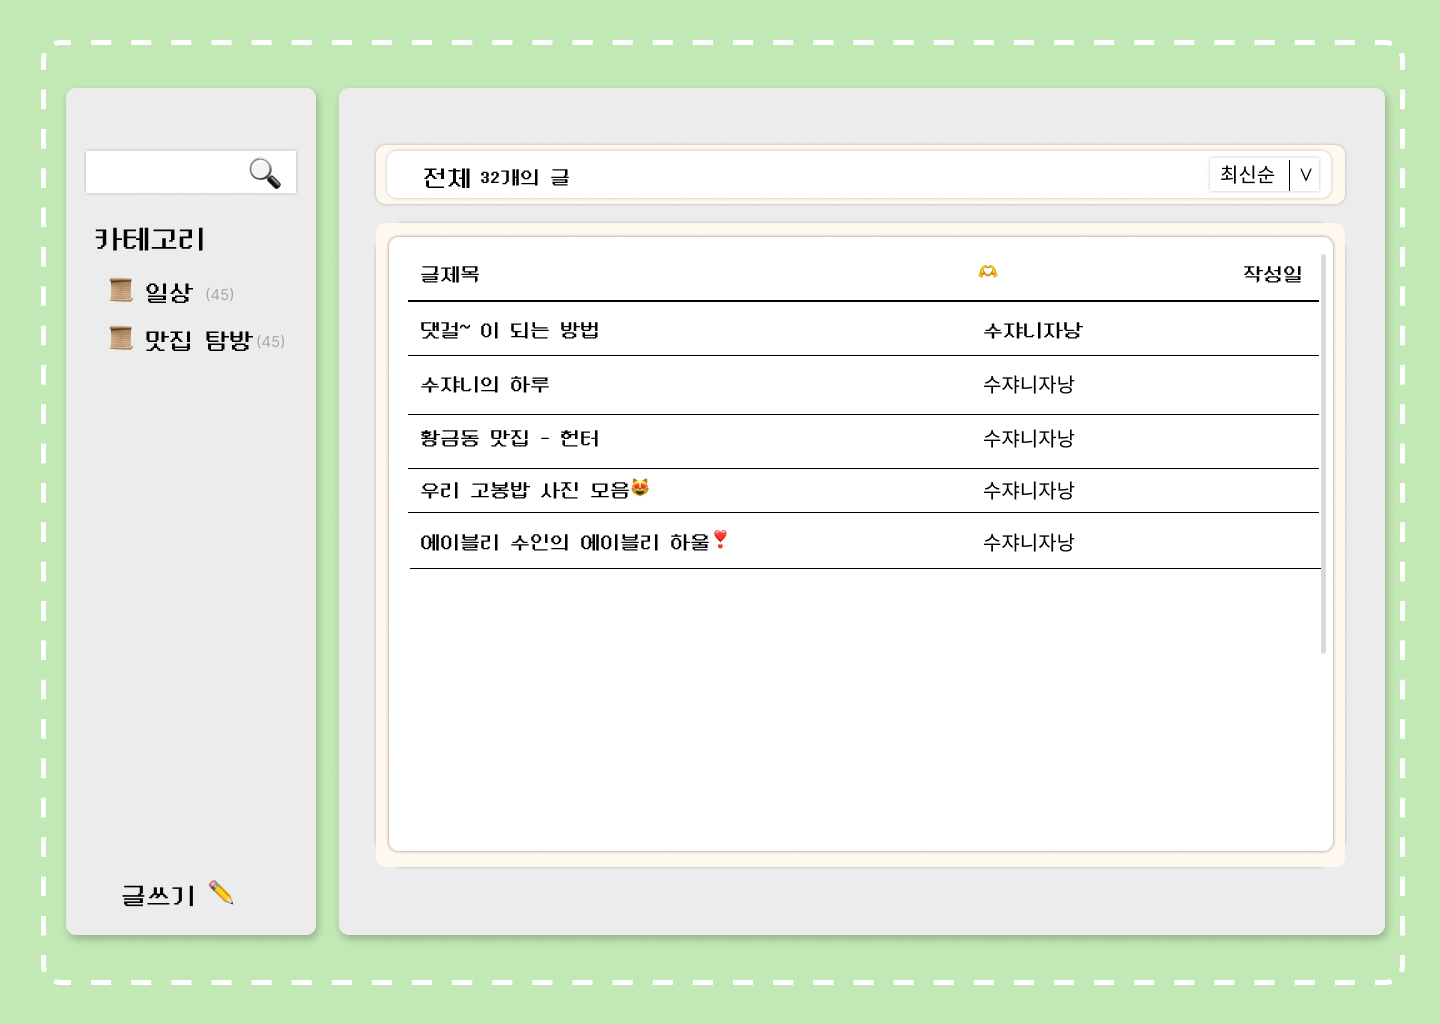 카테고리
일상 (45)
맛집 탐방 (45)
글쓰기
전체 32개의 글
최신순 V
글제목 작성일
댓걸~ 이 되는 방법 수쟈니자낭
수쟈니의 하루 수쟈니자낭
황금동 맛집 - 헌터 수쟈니자낭
우리 고봉밥 사진 모음 수쟈니자낭
에이블리 수인의 에이블리 하울 수쟈니자낭